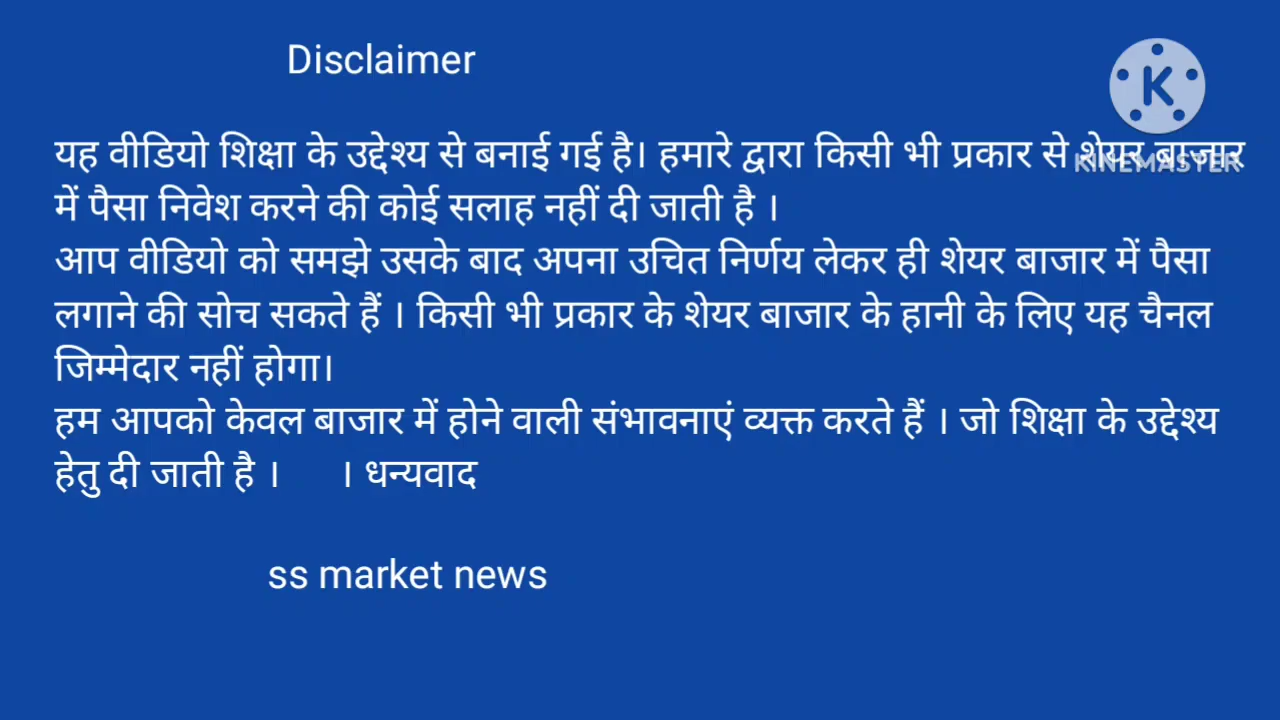 Disclaimer
यह वीडियो शिक्षा के उद्देश्य से बनाई गई है। हमारे द्वारा किसी भी प्रकार से शेयर बाजार
KINEMASTER
में पैसा निवेश करने की कोई सलाह नहीं दी जाती है ।
आप वीडियो को समझे उसके बाद अपना उचित निर्णय लेकर ही शेयर बाजार में पैसा
लगाने की सोच सकते हैं । किसी भी प्रकार के शेयर बाजार के हानी के लिए यह चैनल
जिम्मेदार नहीं होगा।
हम आपको केवल बाजार में होने वाली संभावनाएं व्यक्त करते हैं । जो शिक्षा के उद्देश्य
हेतु दी जाती है ।      । धन्यवाद
ss market news